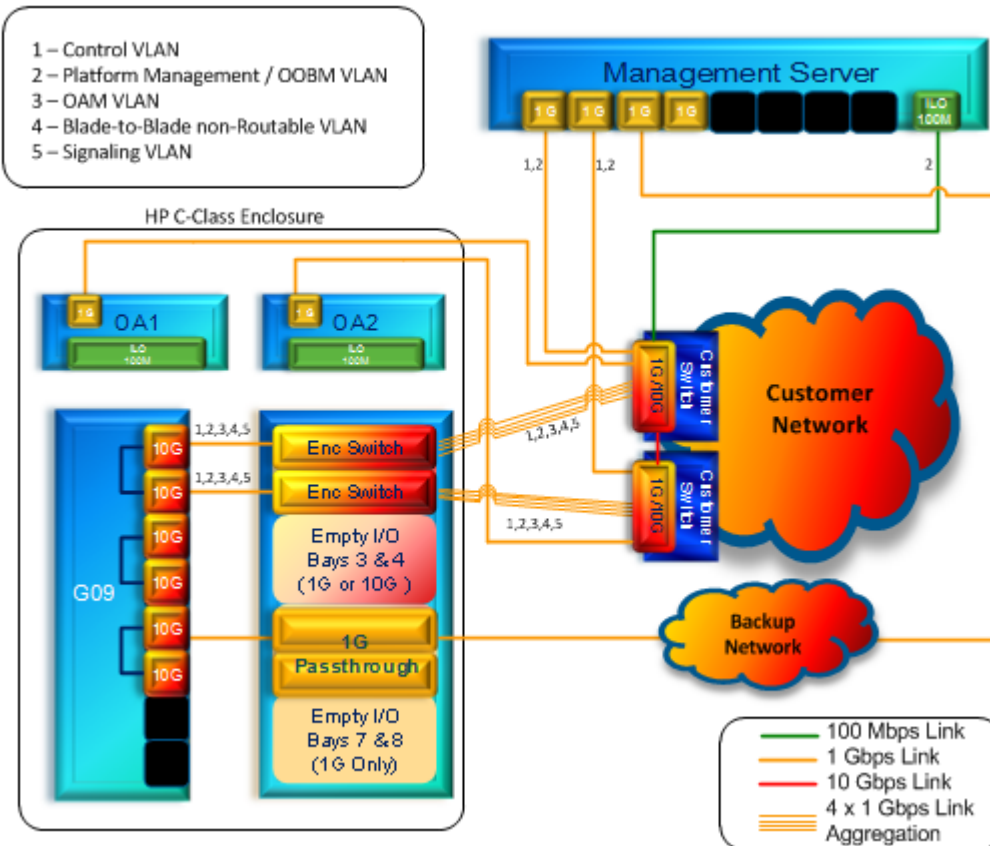 1 – Control VLAN
2 – Platform Management / OOBM VLAN
3 – OAM VLAN
4 – Blade-to-Blade non-Routable VLAN
5 – Signaling VLAN
Management Server
1G
1G
1G
1G
ILO
100M
1,2
1,2
2
HP C-Class Enclosure
1G
OA1
ILO
100M
1G
OA2
ILO
100M
1G/10G
Customer
Switch
Customer
Network
1G/10G
Customer
Switch
G09
10G
10G
10G
10G
10G
10G
1,2,3,4,5
1,2,3,4,5
Enc Switch
Enc Switch
1,2,3,4,5
1,2,3,4,5
Empty I/O
Bays 3 & 4
(1G or 10G )
1G
Passthrough
Empty I/O
Bays 7 & 8
(1G Only)
Backup
Network
100 Mbps Link
1 Gbps Link
10 Gbps Link
4 x 1 Gbps Link
Aggregation